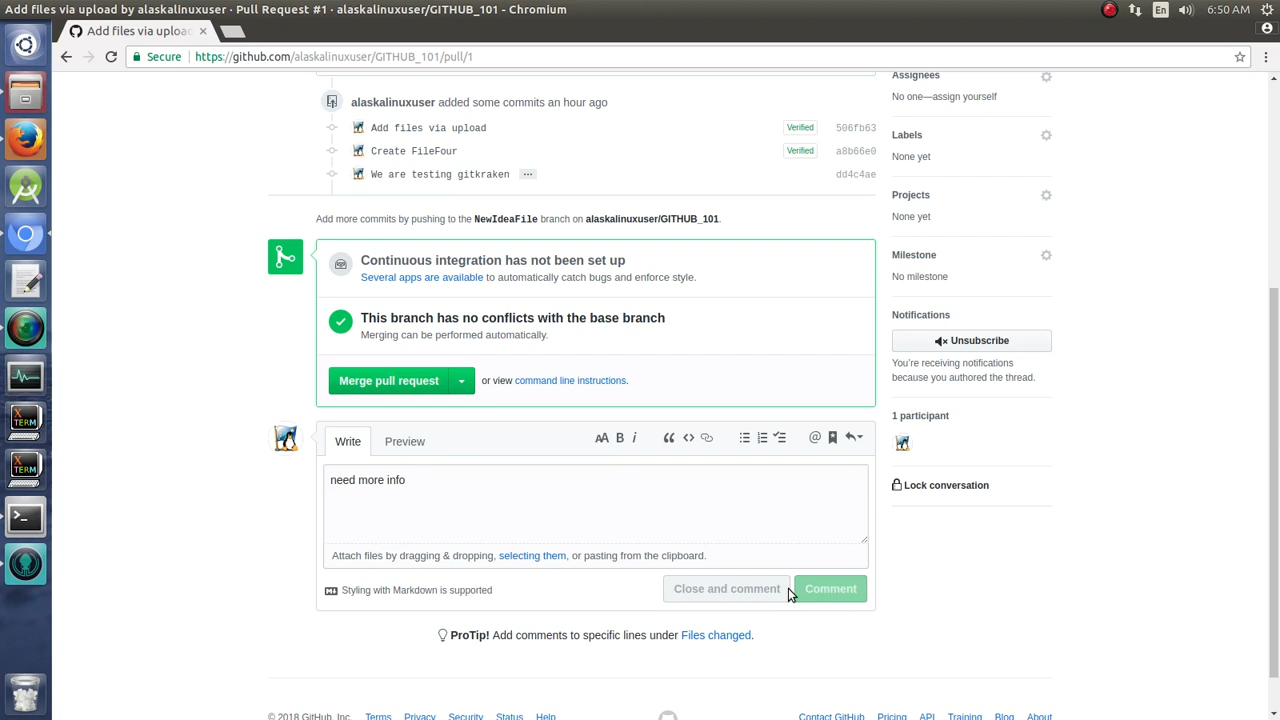 Add files via upload by alaskalinuxuser · Pull Request #1 · alaskalinuxuser/GITHUB_101 - Chromium
En
6:50 AM
Add files via upload
Secure
https://github.com/alaskalinuxuser/GITHUB_101/pull/1
Assignees
No one—assign yourself
alaskalinuxuser added some commits an hour ago
Add files via upload
Verified
506fb63
Create FileFour
Verified
a8b66e0
We are testing gitkraken
...
dd4c4ae
Labels
None yet
Projects
None yet
Add more commits by pushing to the NewIdeaFile branch on alaskalinuxuser/GITHUB_101.
Continuous integration has not been set up
Several apps are available to automatically catch bugs and enforce style.
Milestone
No milestone
This branch has no conflicts with the base branch
Merging can be performed automatically.
Notifications
Unsubscribe
You're receiving notifications
because you authored the thread.
Merge pull request
or view command line instructions.
1 participant
Write
Preview
AA B i
need more info
Lock conversation
Attach files by dragging & dropping, selecting them, or pasting from the clipboard.
Styling with Markdown is supported
Close and comment
Comment
ProTip! Add comments to specific lines under Files changed.
© 2018 GitHub, Inc.
Terms
Privacy
Security
Status
Help
Contact GitHub
Pricing
API
Training
Blog
About
X
TERM
X
TERM